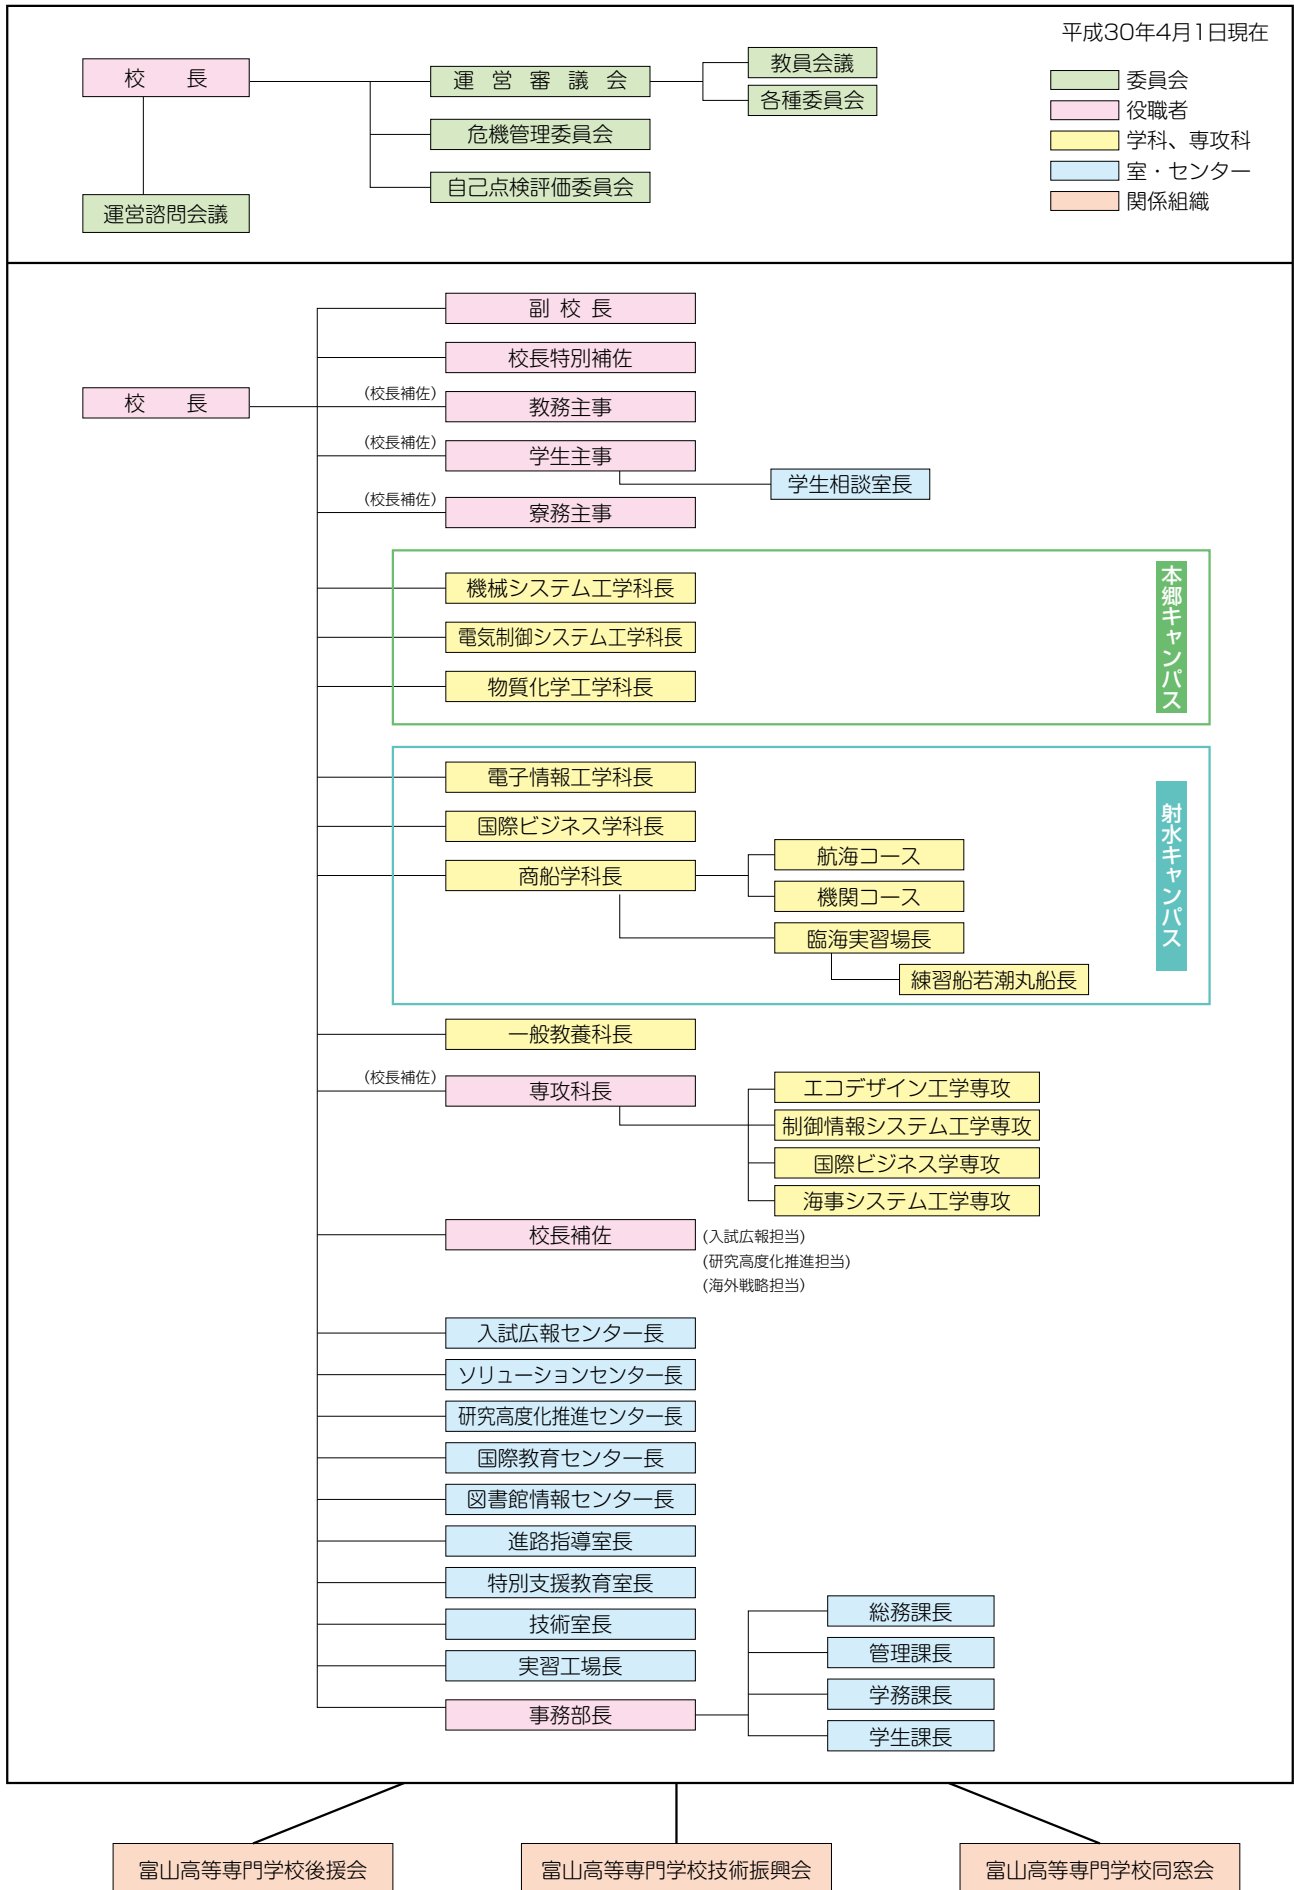 平成30年4月1日現在
校　長
運営審議会
教員会議
各種委員会
危機管理委員会
自己点検評価委員会
運営諮問会議
委員会
役職者
学科、専攻科
室・センター
関係組織
校　長
副校長
校長特別補佐
(校長補佐)
教務主事
(校長補佐)
学生主事
学生相談室長
(校長補佐)
寮務主事
本郷キャンパス
機械システム工学科長
電気制御システム工学科長
物質化学工学科長
射水キャンパス
電子情報工学科長
国際ビジネス学科長
商船学科長
航海コース
機関コース
臨海実習場長
練習船若潮丸船長
一般教養科長
(校長補佐)
専攻科長
エコデザイン工学専攻
制御情報システム工学専攻
国際ビジネス学専攻
海事システム工学専攻
校長補佐
(入試広報担当)
(研究高度化推進担当)
(海外戦略担当)
入試広報センター長
ソリューションセンター長
研究高度化推進センター長
国際教育センター長
図書館情報センター長
進路指導室長
特別支援教育室長
技術室長
実習工場長
事務部長
総務課長
管理課長
学務課長
学生課長
富山高等専門学校後援会
富山高等専門学校技術振興会
富山高等専門学校同窓会